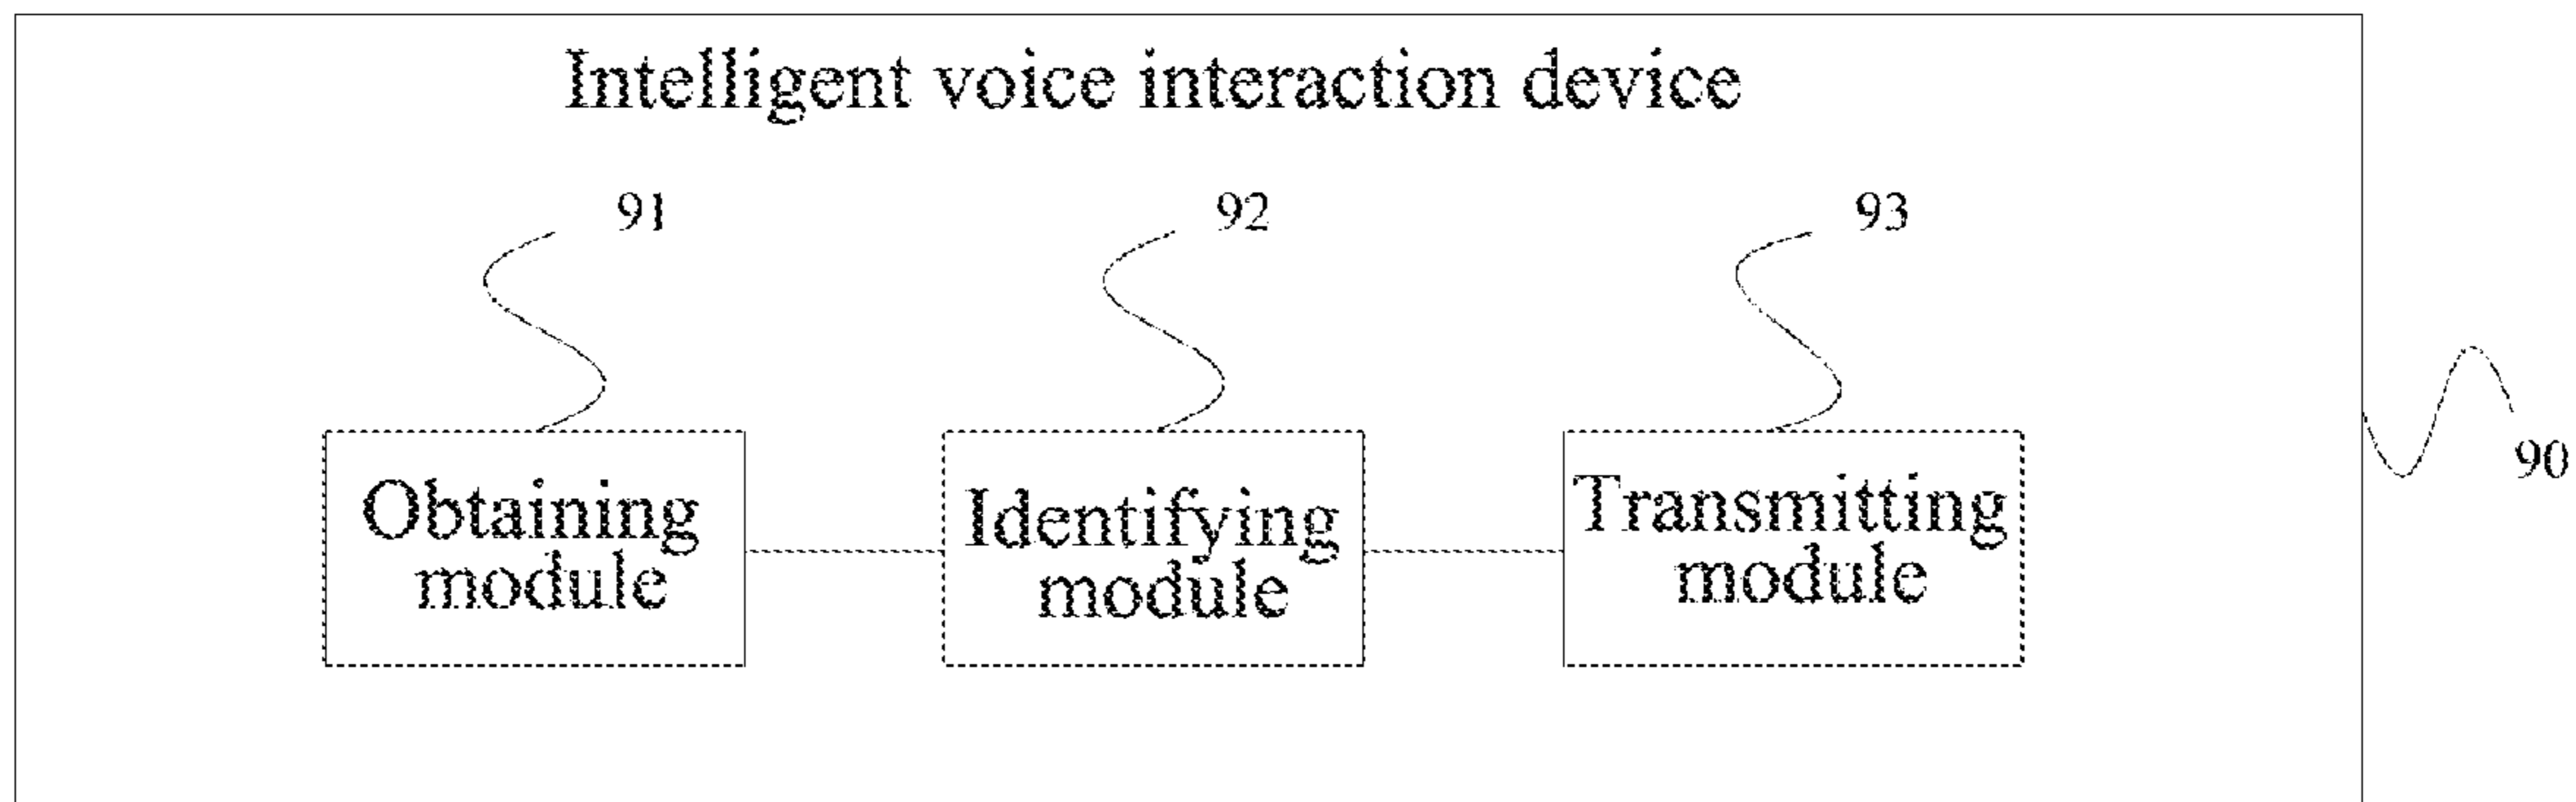 Intelligent voice interaction device
91
92
93
90
Obtaining
module
Identifying
module
Transmitting
module